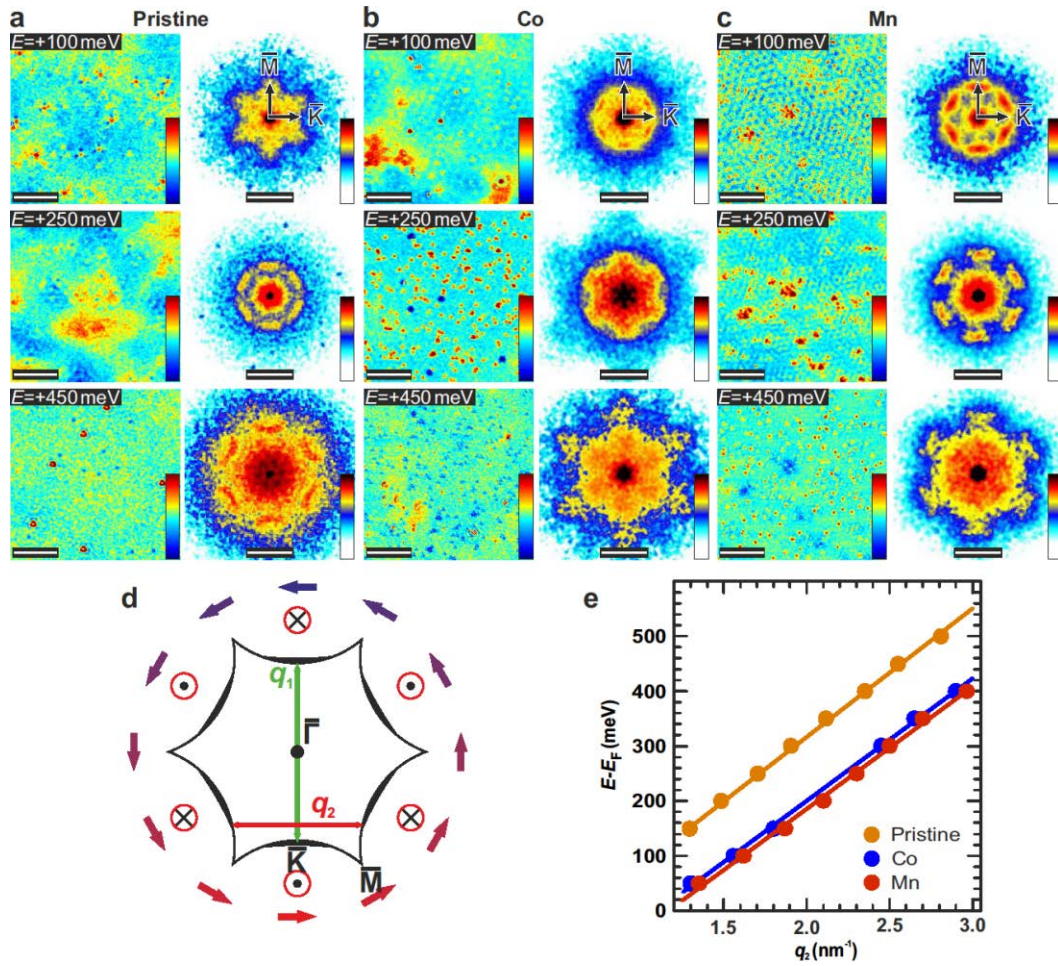 a Pristine b Co c Mn
E=+100 meV E=+100 meV E=+100 meV
M̅ M̅ M̅
K̅ K̅ K̅
E=+250 meV E=+250 meV E=+250 meV
E=+450 meV E=+450 meV E=+450 meV
d
q₁
Γ̅
q₂
K̅
M̅
e
E-E_F (meV)
500
400
300
200
100
0
Pristine
Co
Mn
1.5 2.0 2.5 3.0
q₂ (nm⁻¹)